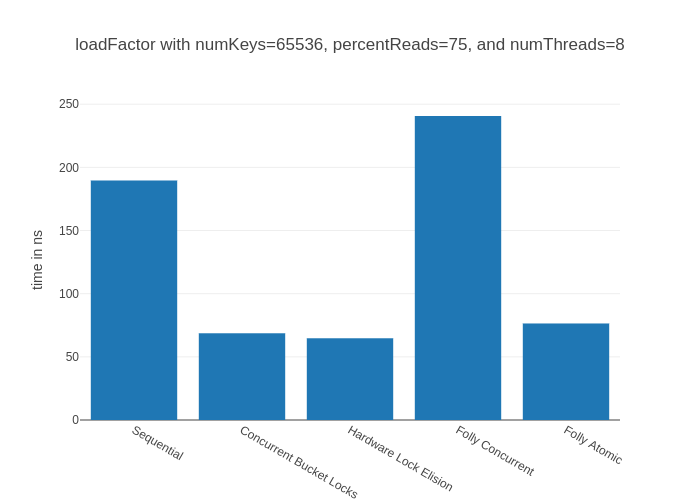 loadFactor with numKeys=65536, percentReads=75, and numThreads=8
time in ns
250
200
150
100
50
0
Sequential
Concurrent Bucket Locks
Hardware Lock Elision
Folly Concurrent
Folly Atomic